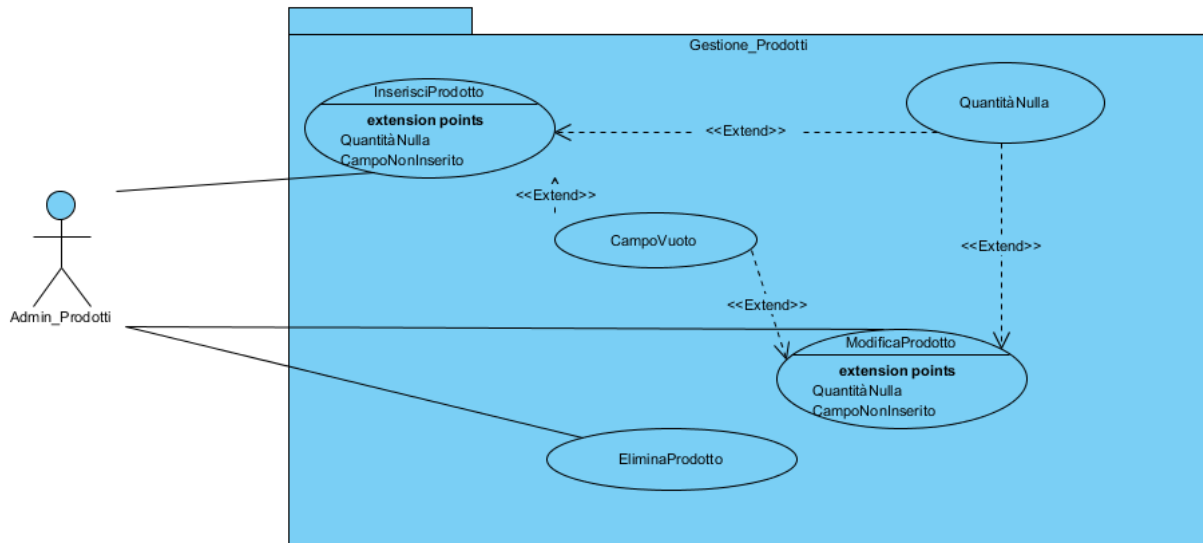 Gestione_Prodotti
InserisciProdotto
extension points
QuantitàNulla
CampoNonInserito
QuantitàNulla
<<Extend>>
<<Extend>>
CampoVuoto
<<Extend>>
<<Extend>>
Admin_Prodotti
ModificaProdotto
extension points
QuantitàNulla
CampoNonInserito
EliminaProdotto